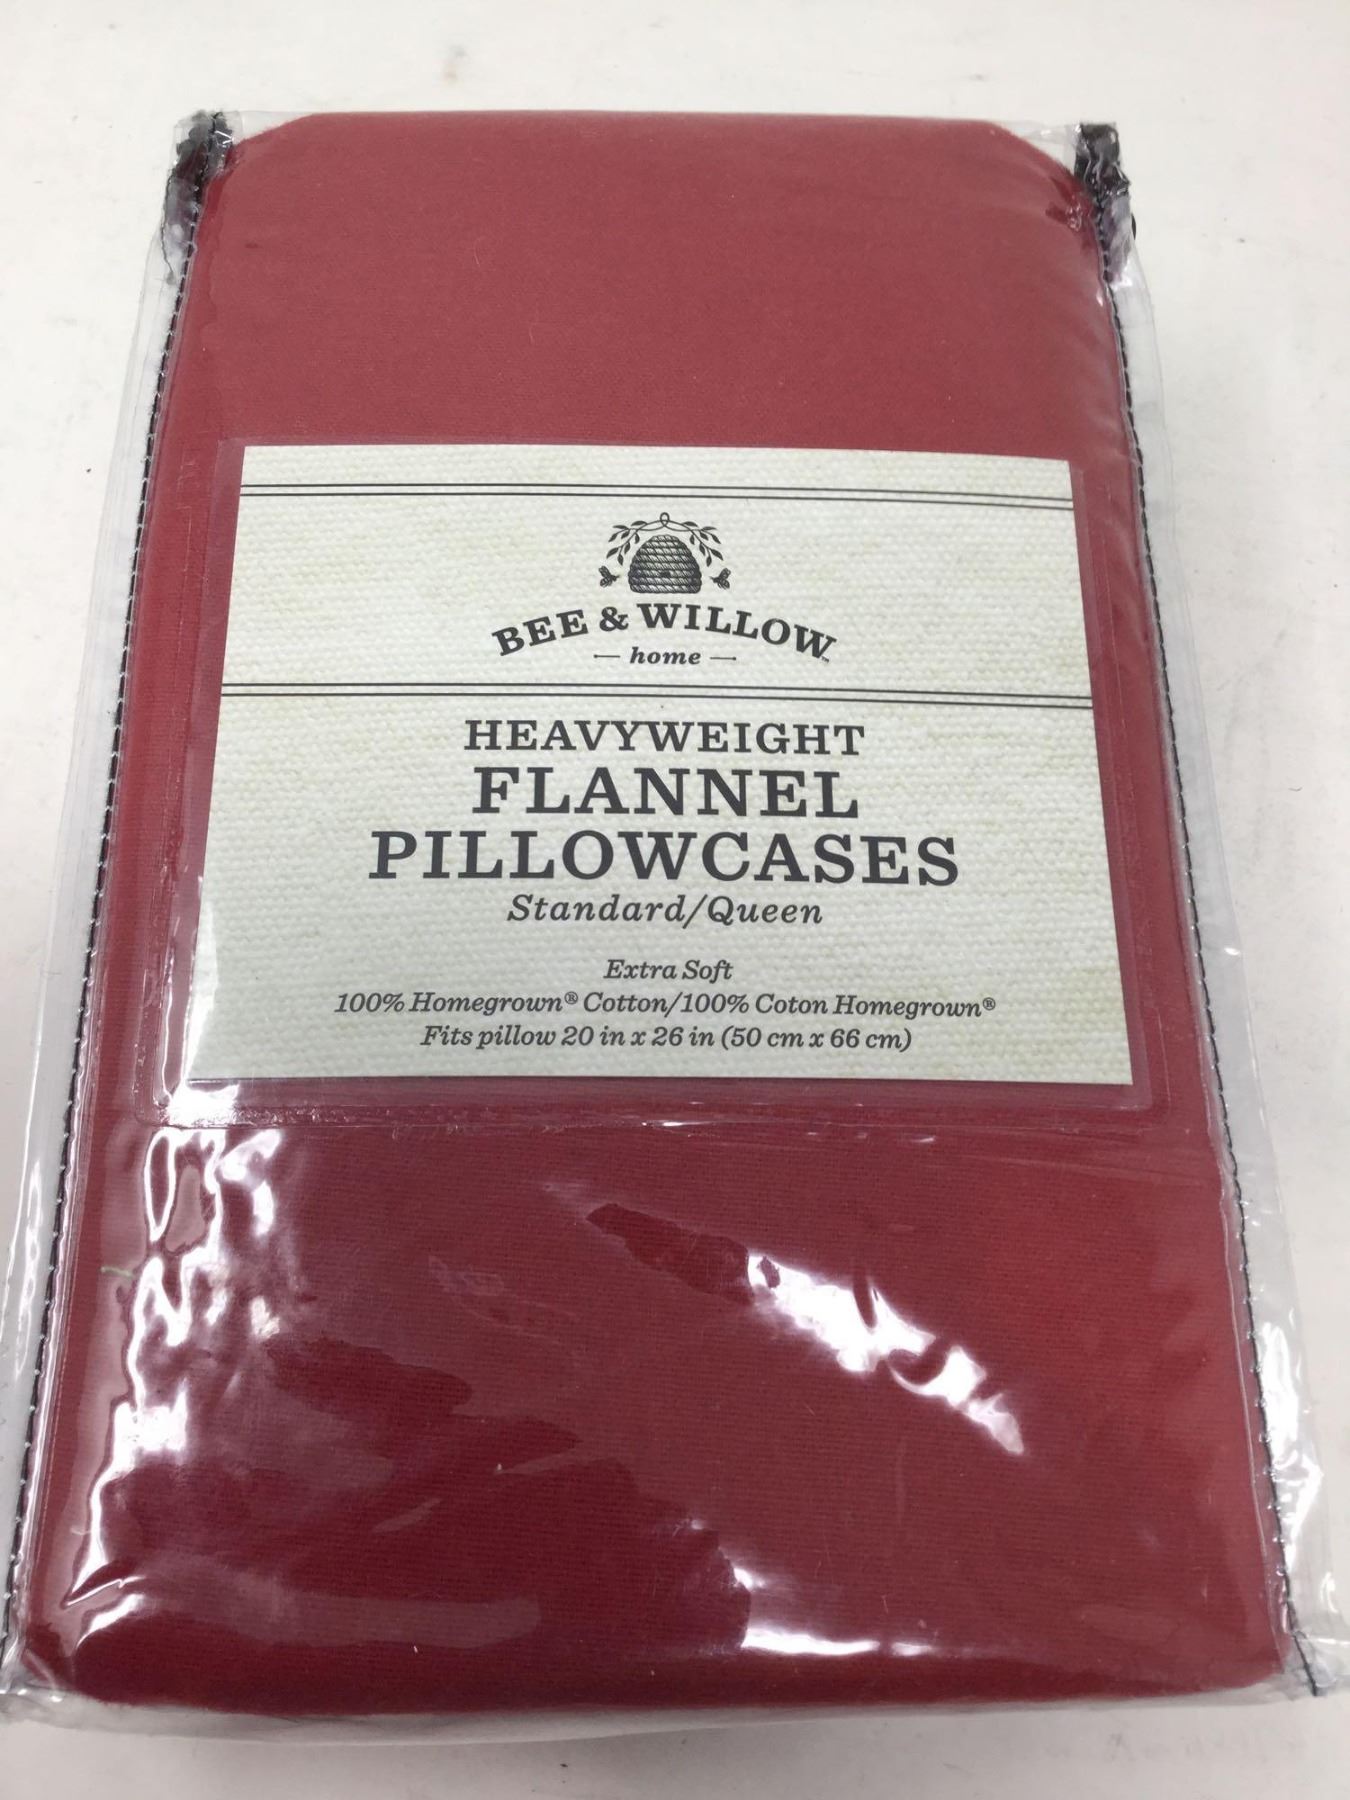 BEE & WILLOW™
home
HEAVYWEIGHT
FLANNEL
PILLOWCASES
Standard/Queen
Extra Soft
100% Homegrown® Cotton/100% Coton Homegrown®
Fits pillow 20 in x 26 in (50 cm x 66 cm)